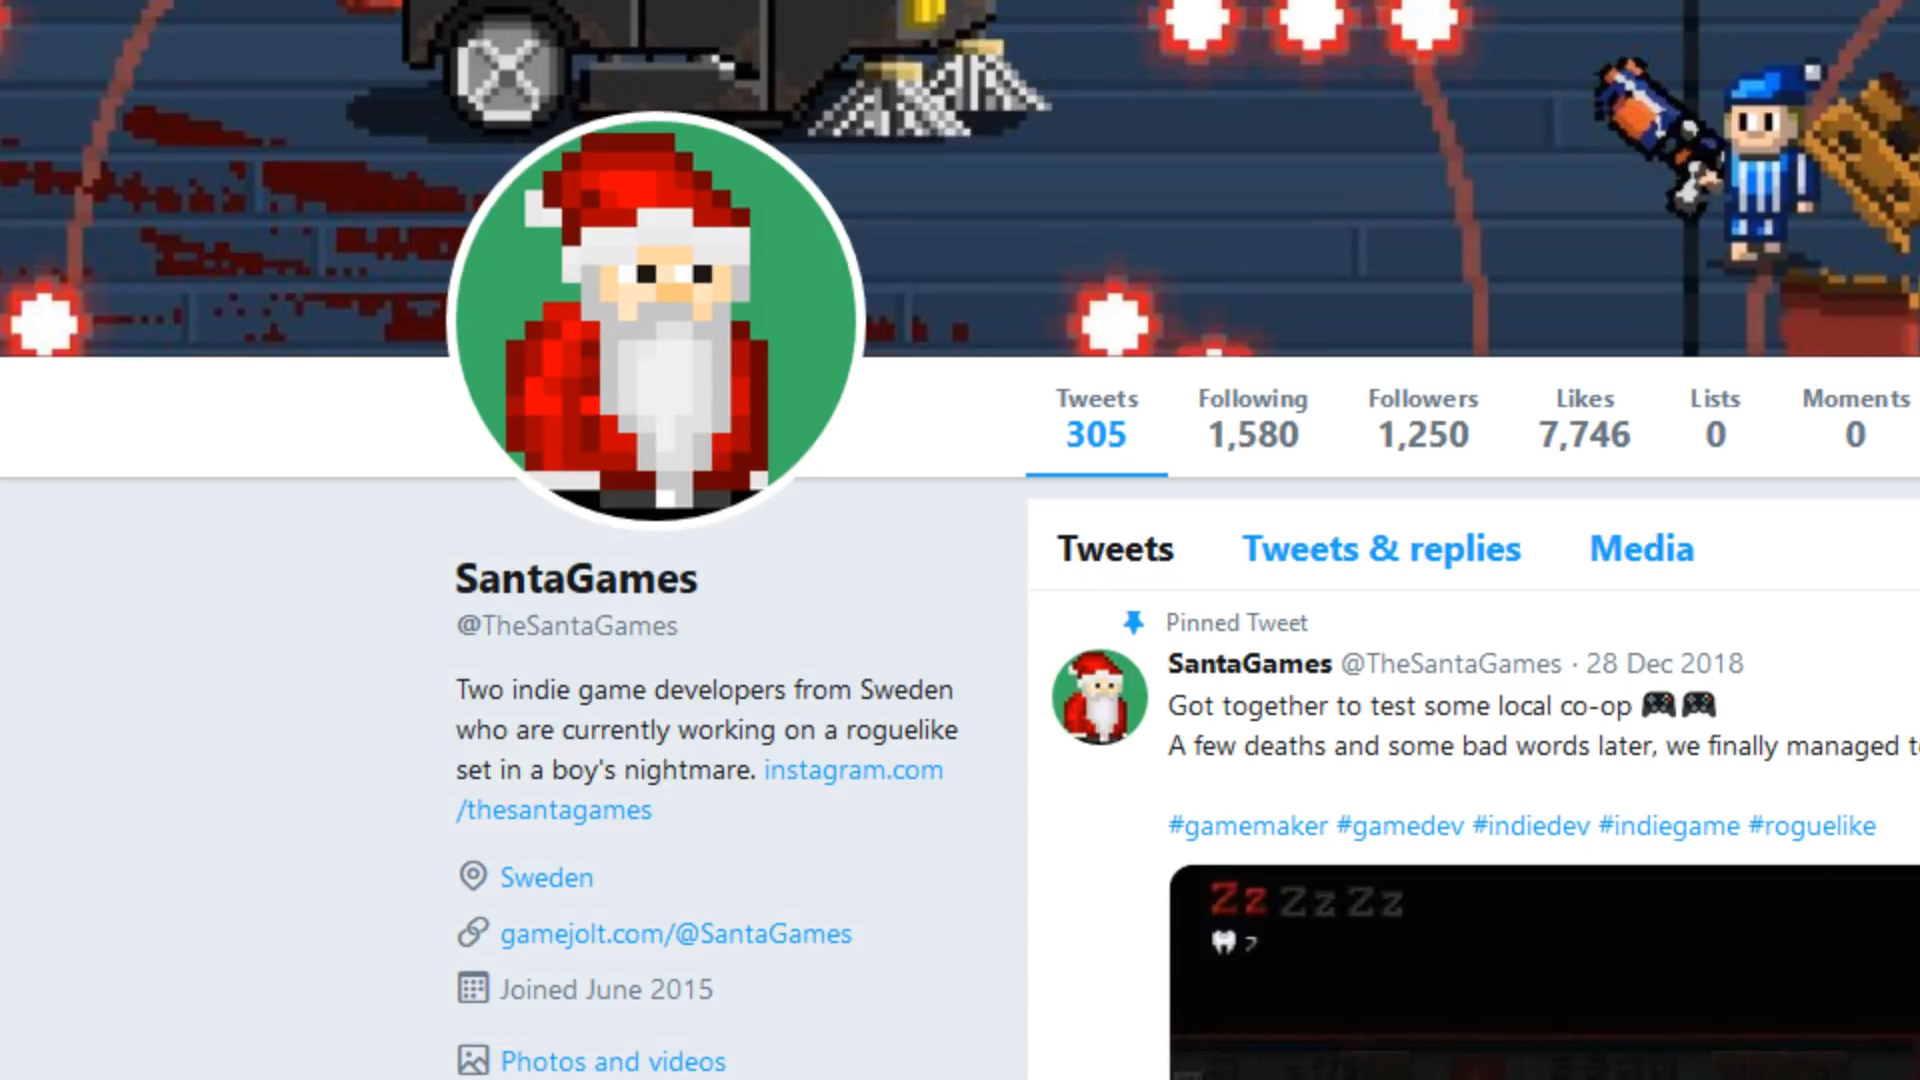 Tweets Following Followers Likes Lists Moments
305 1,580 1,250 7,746 0 0
SantaGames
@TheSantaGames
Two indie game developers from Sweden
who are currently working on a roguelike
set in a boy's nightmare. instagram.com
/thesantagames
Sweden
gamejolt.com/@SantaGames
Joined June 2015
Photos and videos
Tweets Tweets & replies Media
Pinned Tweet
SantaGames @TheSantaGames · 28 Dec 2018
Got together to test some local co-op 🎮🎮
A few deaths and some bad words later, we finally managed
#gamemaker #gamedev #indiedev #indiegame #roguelike
Zz Zz Zz
7